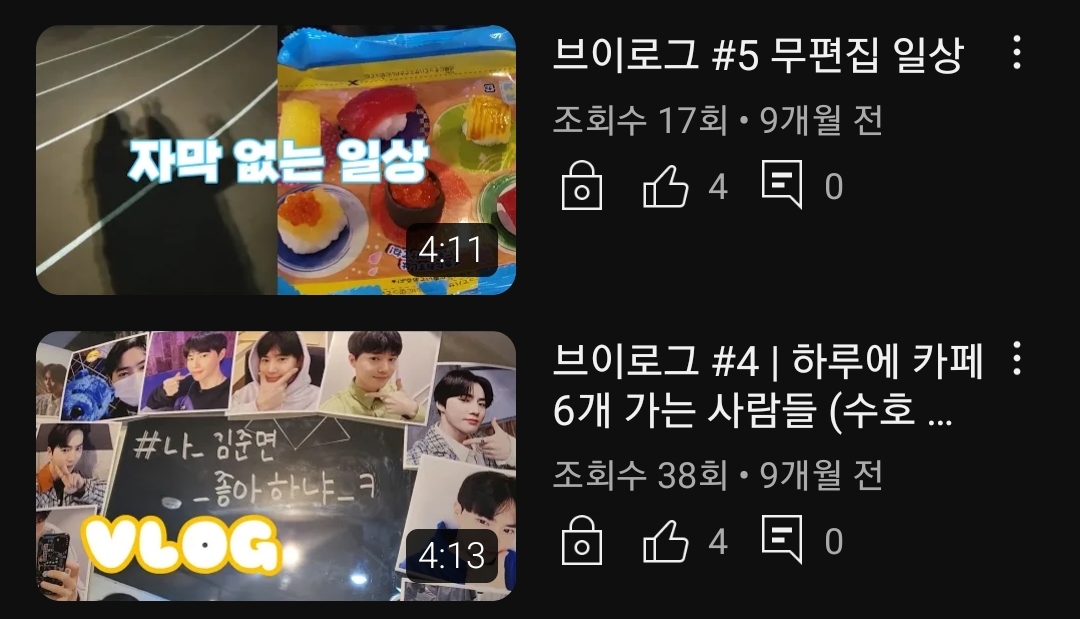 브이로그 #5 무편집 일상
조회수 17회 • 9개월 전
4
0
자막 없는 일상
4:11
브이로그 #4 | 하루에 카페
6개 가는 사람들 (수호 ...
조회수 38회 • 9개월 전
4
0
#나_김준면
_좋아하냐_ㅋ
VLOG.
4:13